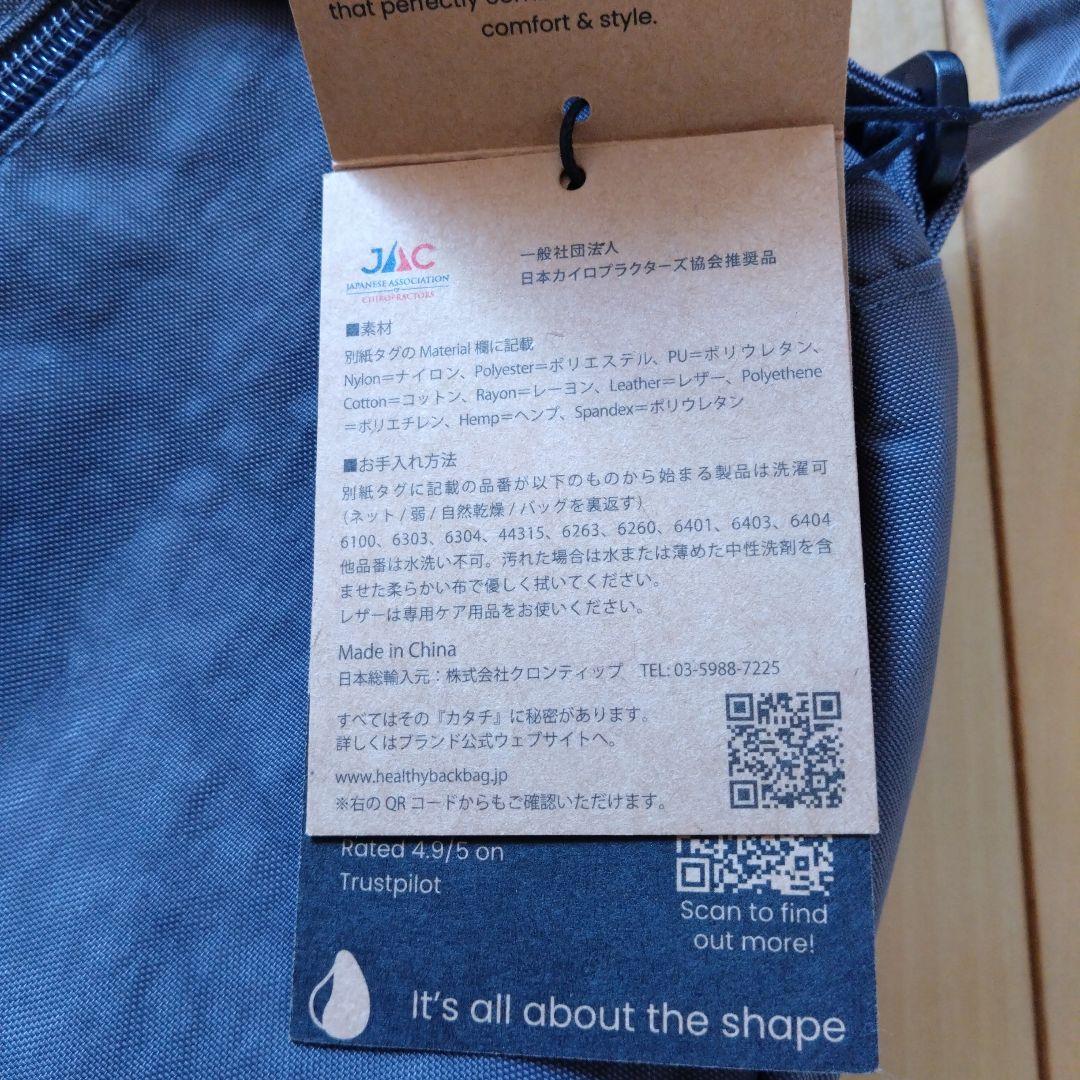 that perfectly
comfort & style.
JAC
JAPANESE ASSOCIATION
OF
CHIROPRACTORS
一般社団法人
日本カイロプラクターズ協会推奨品
■素材
別紙タグの Material 欄に記載
Nylon=ナイロン、Polyester=ポリエステル、PU=ポリウレタン、
Cotton=コットン、Rayon=レーヨン、Leather=レザー、Polyethene
=ポリエチレン、Hemp=ヘンプ、Spandex=ポリウレタン
■お手入れ方法
別紙タグに記載の品番が以下のものから始まる製品は洗濯可
（ネット / 弱 / 自然乾燥 / バッグを裏返す）
6100、6303、6304、44315、6263、6260、6401、6403、6404
他品番は水洗い不可。汚れた場合は水または薄めた中性洗剤を含
ませた柔らかい布で優しく拭いてください。
レザーは専用ケア用品をお使いください。
Made in China
日本総輸入元：株式会社クロンティップ TEL: 03-5988-7225
すべてはその『カタチ』に秘密があります。
詳しくはブランド公式ウェブサイトへ。
www.healthybackbag.jp
※右の QR コードからもご確認いただけます。
Rated 4.9/5 on
Trustpilot
Scan to find
out more!
It's all about the shape